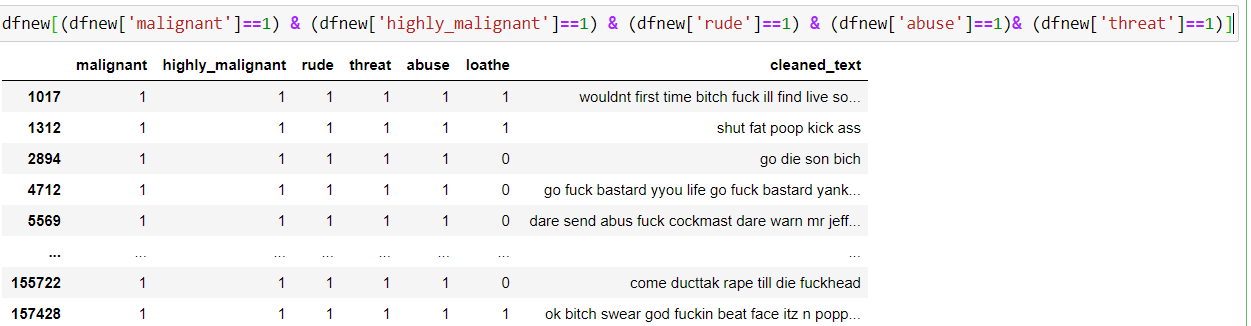 dfnew[(dfnew['malignant']==1) & (dfnew['highly_malignant']==1) & (dfnew['rude']==1) & (dfnew['abuse']==1)& (dfnew['threat']==1)]
malignant highly_malignant rude threat abuse loathe cleaned_text
1017 1 1 1 1 1 1 wouldnt first time bitch fuck ill find live so...
1312 1 1 1 1 1 1 shut fat poop kick ass
2894 1 1 1 1 1 0 go die son bich
4712 1 1 1 1 1 0 go fuck bastard yyou life go fuck bastard yank...
5569 1 1 1 1 1 0 dare send abus fuck cockmast dare warn mr jeff...
... ... ... ... ... ... ... ...
155722 1 1 1 1 1 0 come ducttak rape till die fuckhead
157428 1 1 1 1 1 1 ok bitch swear god fuckin beat face itz n popp...